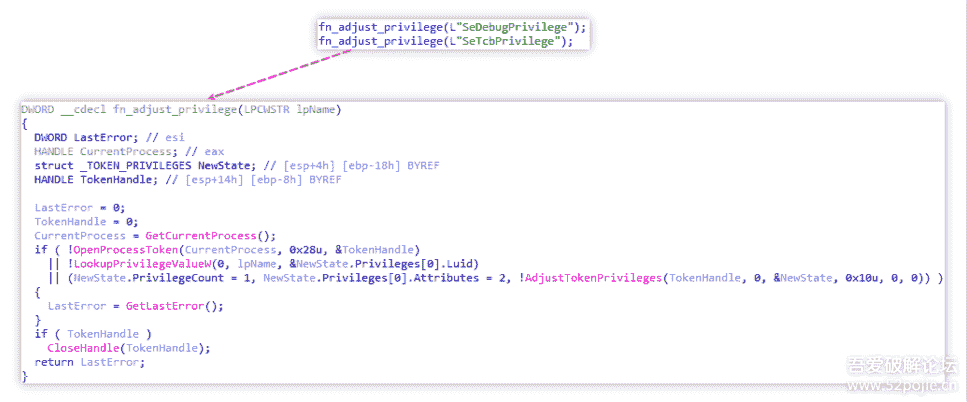 fn_adjust_privilege(L"SeDebugPrivilege");
fn_adjust_privilege(L"SeTcbPrivilege");
DWORD __cdecl fn_adjust_privilege(LPCWSTR lpName)
{
DWORD LastError; // esi
HANDLE CurrentProcess; // eax
struct _TOKEN_PRIVILEGES NewState; // [esp+4h] [ebp-18h] BYREF
HANDLE TokenHandle; // [esp+14h] [ebp-8h] BYREF
LastError = 0;
TokenHandle = 0;
CurrentProcess = GetCurrentProcess();
if ( !OpenProcessToken(CurrentProcess, 0x28u, &TokenHandle)
|| !LookupPrivilegeValueW(0, lpName, &NewState.Privileges[0].Luid)
|| (NewState.PrivilegeCount = 1, NewState.Privileges[0].Attributes = 2, !AdjustTokenPrivileges(TokenHandle, 0, &NewState, 0x10u, 0, 0)) )
{
LastError = GetLastError();
}
if ( TokenHandle )
CloseHandle(TokenHandle);
return LastError;
}
吾爱破解论坛
www.52pojie.cn